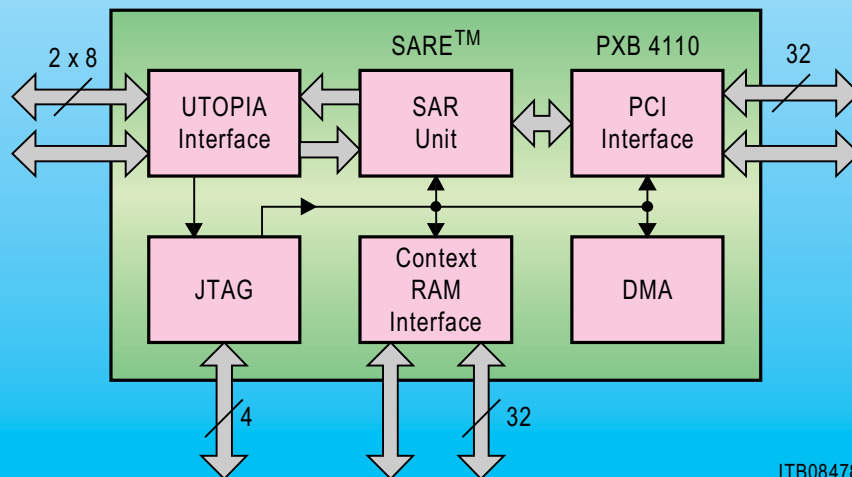 SARE™
PXB 4110
2 x 8
32
UTOPIA
Interface
SAR
Unit
PCI
Interface
JTAG
Context
RAM
Interface
DMA
4
32
ITB08478